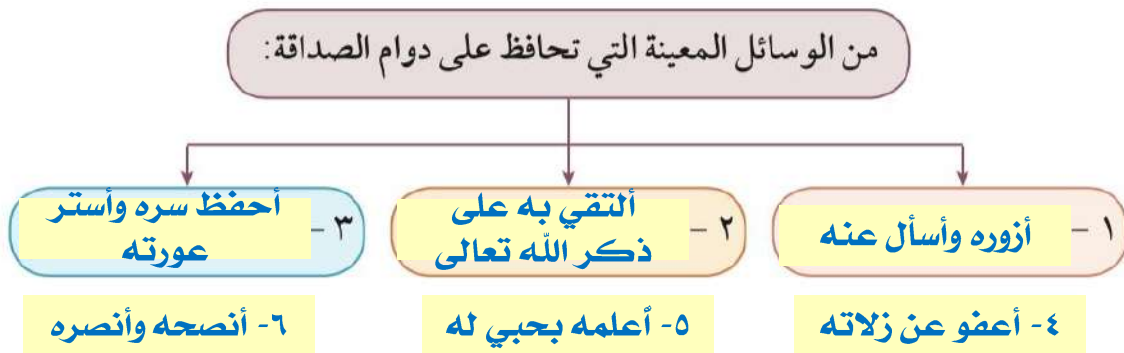 من الوسائل المعينة التي تحافظ على دوام الصداقة:
١ - أزوره وأسأل عنه
٢ - ألتقي به على
ذكر الله تعالى
٣ - أحفظ سره وأستر
عورته
٤- أعفو عن زلاته
٥- أعلمه بحبي له
٦- أنصحه وأنصره